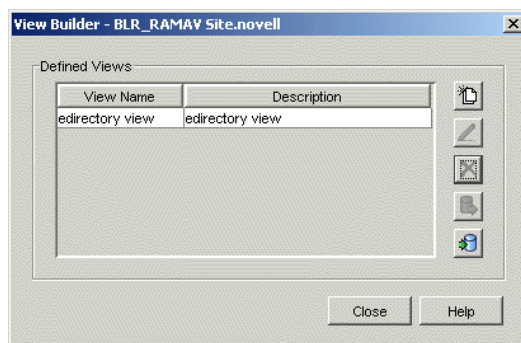 View Builder - BLR_RAMAV Site.novell
Defined Views
View Name Description
edirectory view edirectory view
Close Help